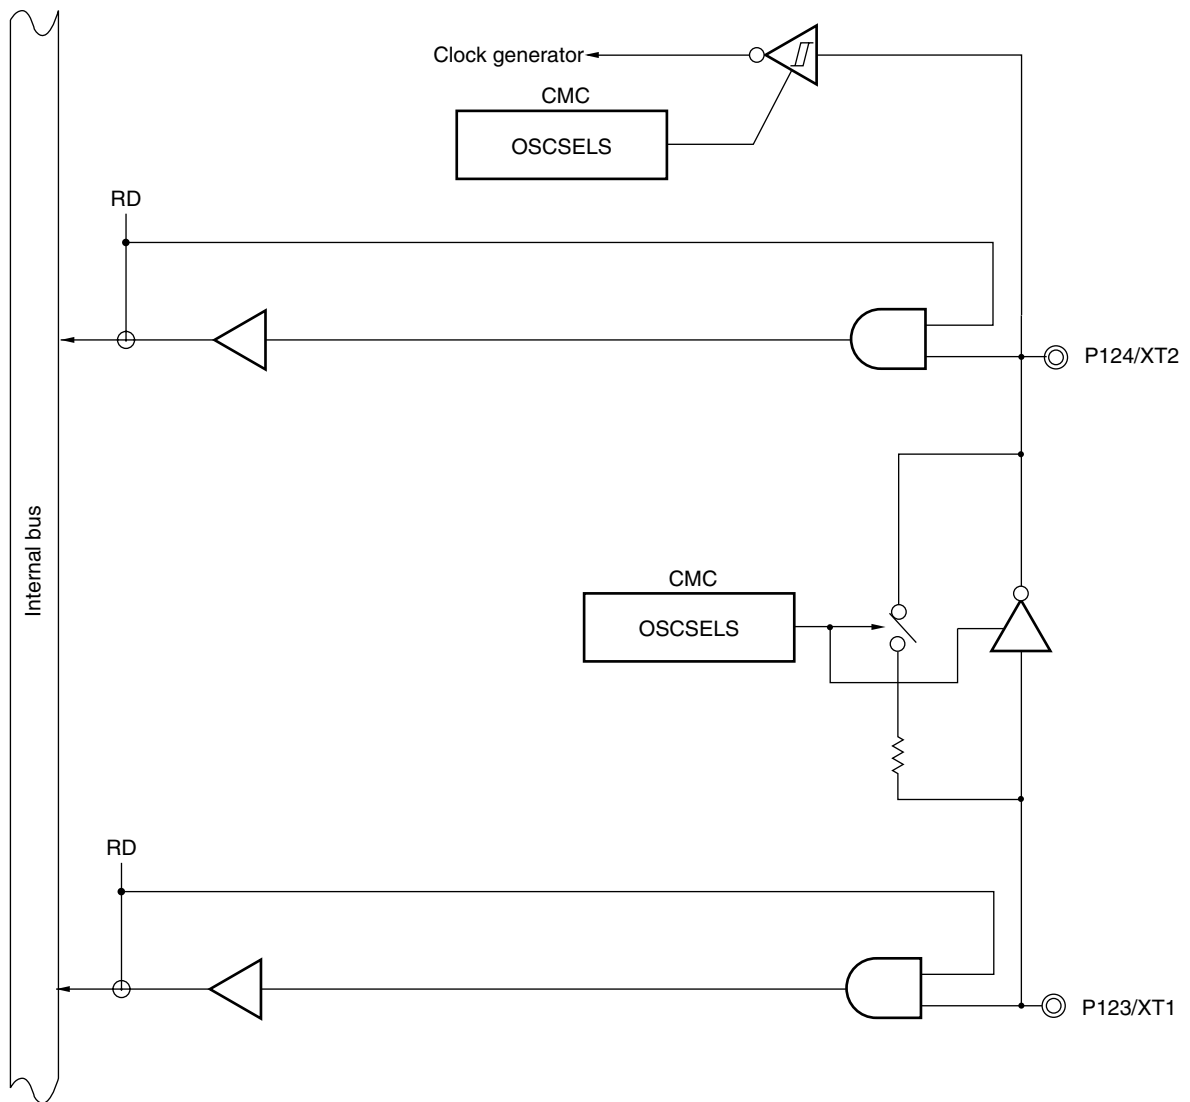 Clock generator
CMC
OSCSELS
RD
P124/XT2
Internal bus
CMC
OSCSELS
RD
P123/XT1